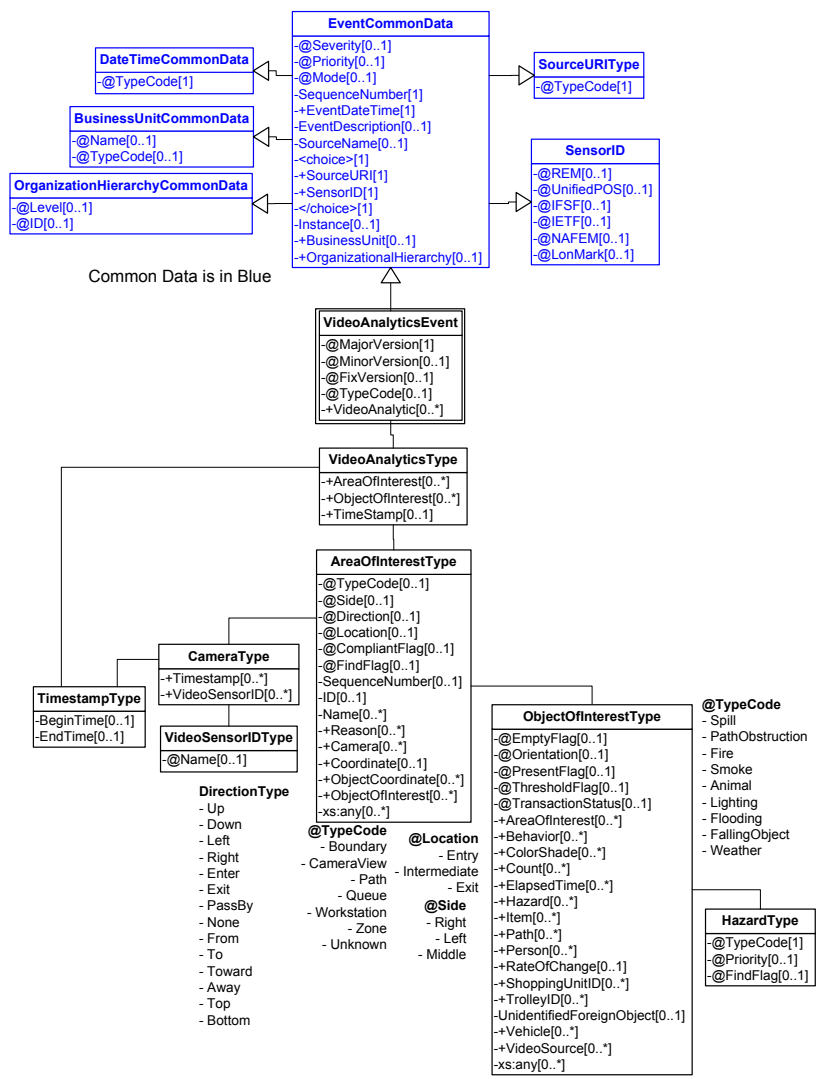 EventCommonData
-@Severity[0..1]
-@Priority[0..1]
-@Mode[0..1]
-SequenceNumber[1]
-+EventDateTime[1]
-EventDescription[0..1]
-SourceName[0..1]
-<choice>[1]
-+SourceURI[1]
-+SensorID[1]
-</choice>[1]
-Instance[0..1]
-+BusinessUnit[0..1]
-+OrganizationalHierarchy[0..1]
DateTimeCommonData
-@TypeCode[1]
BusinessUnitCommonData
-@Name[0..1]
-@TypeCode[0..1]
OrganizationHierarchyCommonData
-@Level[0..1]
-@ID[0..1]
SourceURIType
-@TypeCode[1]
SensorID
-@REM[0..1]
-@UnifiedPOS[0..1]
-@IFSF[0..1]
-@IETF[0..1]
-@NAFEM[0..1]
-@LonMark[0..1]
Common Data is in Blue
VideoAnalyticsEvent
-@MajorVersion[1]
-@MinorVersion[0..1]
-@FixVersion[0..1]
-@TypeCode[0..1]
-+VideoAnalytic[0..*]
VideoAnalyticsType
-+AreaOfInterest[0..*]
-+ObjectOfInterest[0..*]
-+TimeStamp[0..1]
AreaOfInterestType
-@TypeCode[0..1]
-@Side[0..1]
-@Direction[0..1]
-@Location[0..1]
-@CompliantFlag[0..1]
-@FindFlag[0..1]
-SequenceNumber[0..1]
-ID[0..1]
-Name[0..*]
-+Reason[0..*]
-+Camera[0..*]
-+Coordinate[0..1]
-+ObjectCoordinate[0..*]
-+ObjectOfInterest[0..*]
-xs:any[0..*]
CameraType
-+Timestamp[0..*]
-+VideoSensorID[0..*]
TimestampType
-BeginTime[0..1]
-EndTime[0..1]
VideoSensorIDType
-@Name[0..1]
ObjectOfInterestType
-@EmptyFlag[0..1]
-@Orientation[0..1]
-@PresentFlag[0..1]
-@ThresholdFlag[0..1]
-@TransactionStatus[0..1]
-+AreaOfInterest[0..*]
-+Behavior[0..*]
-+ColorShade[0..*]
-+Count[0..*]
-+ElapsedTime[0..*]
-+Hazard[0..*]
-+Item[0..*]
-+Path[0..*]
-+Person[0..*]
-+RateOfChange[0..1]
-+ShoppingUnitID[0..*]
-+TrolleyID[0..*]
-UnidentifiedForeignObject[0..1]
-+Vehicle[0..*]
-+VideoSource[0..*]
-xs:any[0..*]
@TypeCode
- Spill
- PathObstruction
- Fire
- Smoke
- Animal
- Lighting
- Flooding
- FallingObject
- Weather
HazardType
-@TypeCode[1]
-@Priority[0..1]
-@FindFlag[0..1]
DirectionType
- Up
- Down
- Left
- Right
- Enter
- Exit
- PassBy
- None
- From
- To
- Toward
- Away
- Top
- Bottom
@TypeCode
- Boundary
- CameraView
- Path
- Queue
- Workstation
- Zone
- Unknown
@Location
- Entry
- Intermediate
- Exit
@Side
- Right
- Left
- Middle